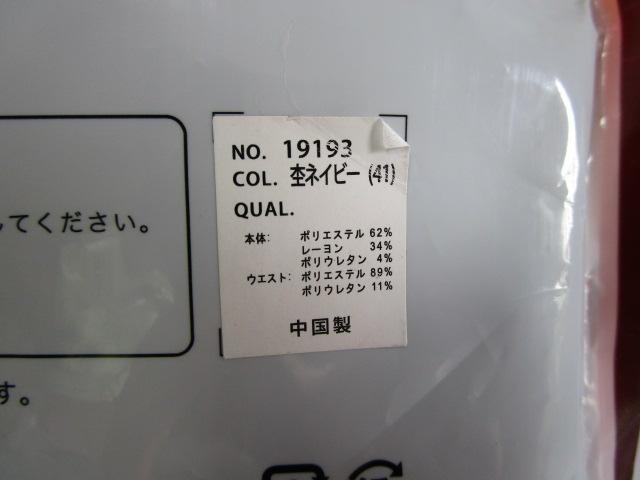 NO. 19193
COL. 杢ネイビー (41)
QUAL.
本体: ポリエステル 62%
レーヨン 34%
ポリウレタン 4%
ウエスト: ポリエステル 89%
ポリウレタン 11%
中国製
てください。
す。